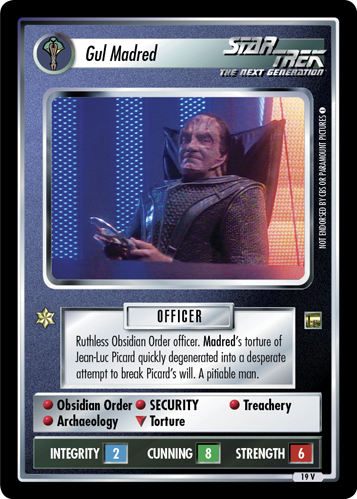 Gul Madred
STAR TREK
THE NEXT GENERATION
NOT ENDORSED BY CBS OR PARAMOUNT PICTURES
OFFICER
Ruthless Obsidian Order officer. Madred's torture of
Jean-Luc Picard quickly degenerated into a desperate
attempt to break Picard's will. A pitiable man.
Obsidian Order SECURITY Treachery
Archaeology Torture
INTEGRITY 2 CUNNING 8 STRENGTH 6
19 V